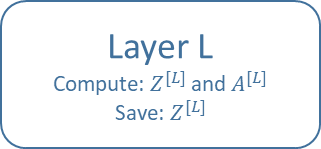 Layer L
Compute: Z^[L] and A^[L]
Save: Z^[L]